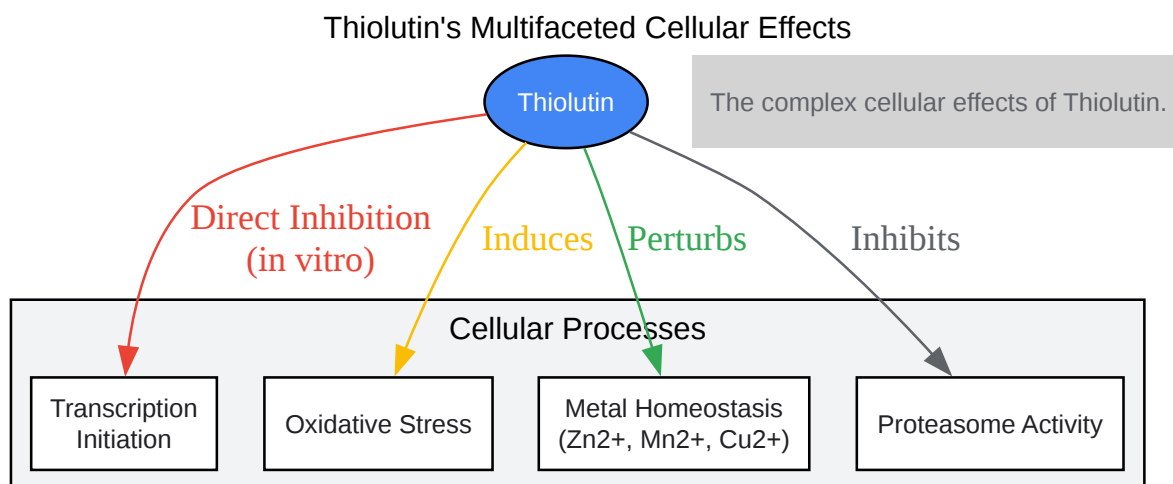 Thiolutin's Multifaceted Cellular Effects
Thiolutin
The complex cellular effects of Thiolutin.
Direct Inhibition
(in vitro)
Induces
Perturbs
Inhibits
Cellular Processes
Transcription
Initiation
Oxidative Stress
Metal Homeostasis
(Zn2+, Mn2+, Cu2+)
Proteasome Activity